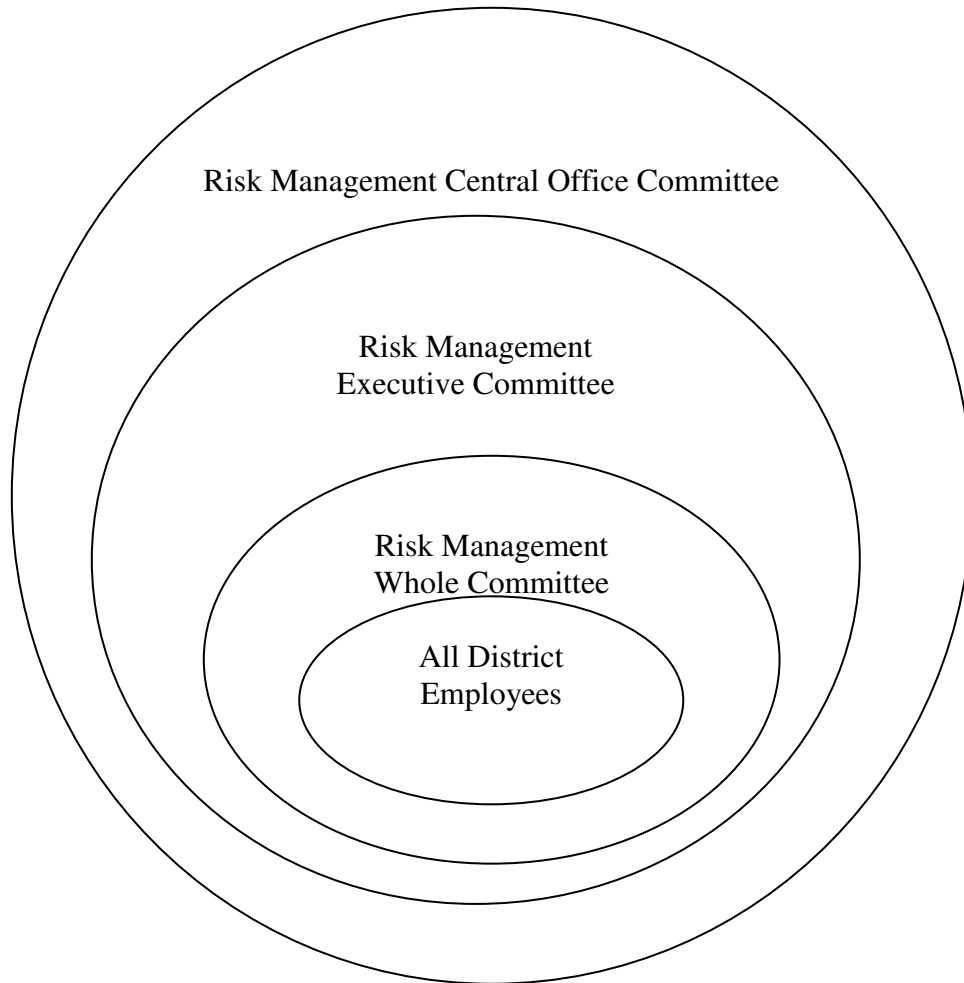 Risk Management Central Office Committee
Risk Management
Executive Committee
Risk Management
Whole Committee
All District
Employees